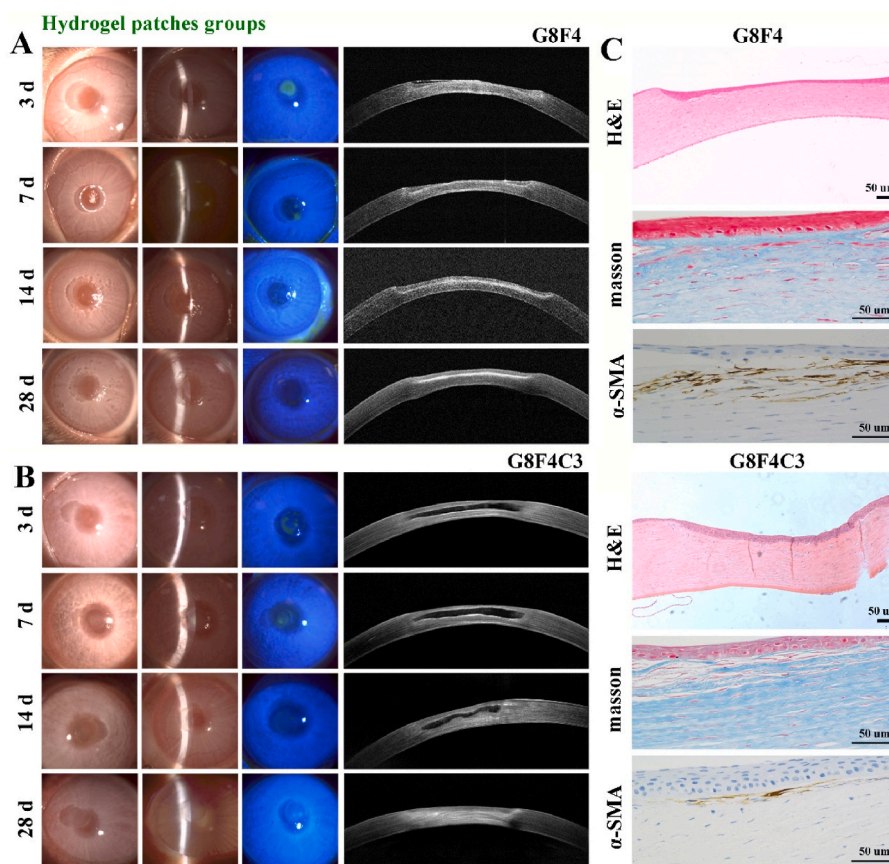 Hydrogel patches groups
A
G8F4
3 d
7 d
14 d
28 d
B
G8F4C3
3 d
7 d
14 d
28 d
C
G8F4
H&E
50 um
masson
50 um
α-SMA
50 um
G8F4C3
H&E
50 um
masson
50 um
α-SMA
50 um